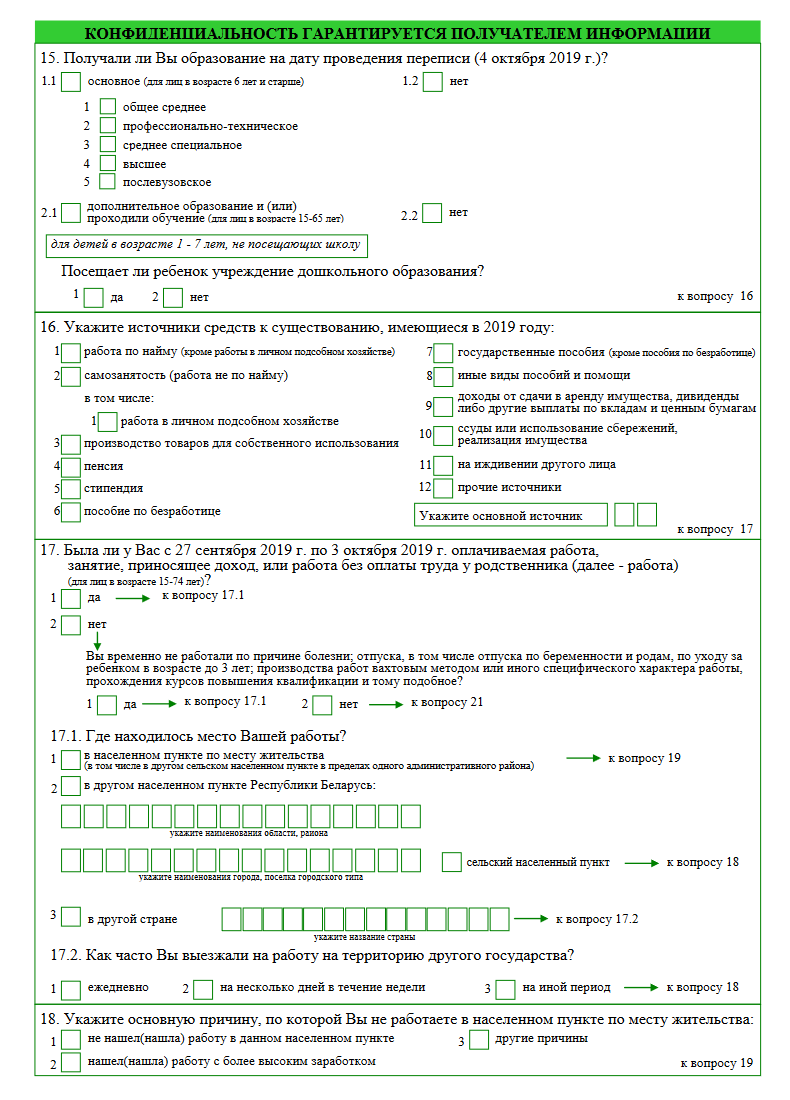 КОНФИДЕНЦИАЛЬНОСТЬ ГАРАНТИРУЕТСЯ ПОЛУЧАТЕЛЕМ ИНФОРМАЦИИ
15. Получали ли Вы образование на дату проведения переписи (4 октября 2019 г.)?
1.1 основное (для лиц в возрасте 6 лет и старше) 1.2 нет
1 общее среднее
2 профессионально-техническое
3 среднее специальное
4 высшее
5 послевузовское
2.1 дополнительное образование и (или)
проходили обучение (для лиц в возрасте 15-65 лет) 2.2 нет
для детей в возрасте 1 - 7 лет, не посещающих школу
Посещает ли ребенок учреждение дошкольного образования?
1 да 2 нет к вопросу 16
16. Укажите источники средств к существованию, имеющиеся в 2019 году:
1 работа по найму (кроме работы в личном подсобном хозяйстве)
2 самозанятость (работа не по найму)
в том числе:
1 работа в личном подсобном хозяйстве
3 производство товаров для собственного использования
4 пенсия
5 стипендия
6 пособие по безработице
7 государственные пособия (кроме пособия по безработице)
8 иные виды пособий и помощи
9 доходы от сдачи в аренду имущества, дивиденды
либо другие выплаты по вкладам и ценным бумагам
10 ссуды или использование сбережений,
реализация имущества
11 на иждивении другого лица
12 прочие источники
Укажите основной источник
к вопросу 17
17. Была ли у Вас с 27 сентября 2019 г. по 3 октября 2019 г. оплачиваемая работа,
занятие, приносящее доход, или работа без оплаты труда у родственника (далее - работа)
(для лиц в возрасте 15-74 лет)?
1 да к вопросу 17.1
2 нет
Вы временно не работали по причине болезни; отпуска, в том числе отпуска по беременности и родам, по уходу за
ребенком в возрасте до 3 лет; производства работ вахтовым методом или иного специфического характера работы,
прохождения курсов повышения квалификации и тому подобное?
1 да к вопросу 17.1 2 нет к вопросу 21
17.1. Где находилось место Вашей работы?
1 в населенном пункте по месту жительства к вопросу 19
(в том числе в другом сельском населенном пункте в пределах одного административного района)
2 в другом населенном пункте Республики Беларусь:
укажите наименования области, района
сельский населенный пункт к вопросу 18
укажите наименования города, поселка городского типа
3 в другой стране к вопросу 17.2
укажите название страны
17.2. Как часто Вы выезжали на работу на территорию другого государства?
1 ежедневно 2 на несколько дней в течение недели 3 на иной период к вопросу 18
18. Укажите основную причину, по которой Вы не работаете в населенном пункте по месту жительства:
1 не нашел(нашла) работу в данном населенном пункте 3 другие причины
2 нашел(нашла) работу с более высоким заработком к вопросу 19